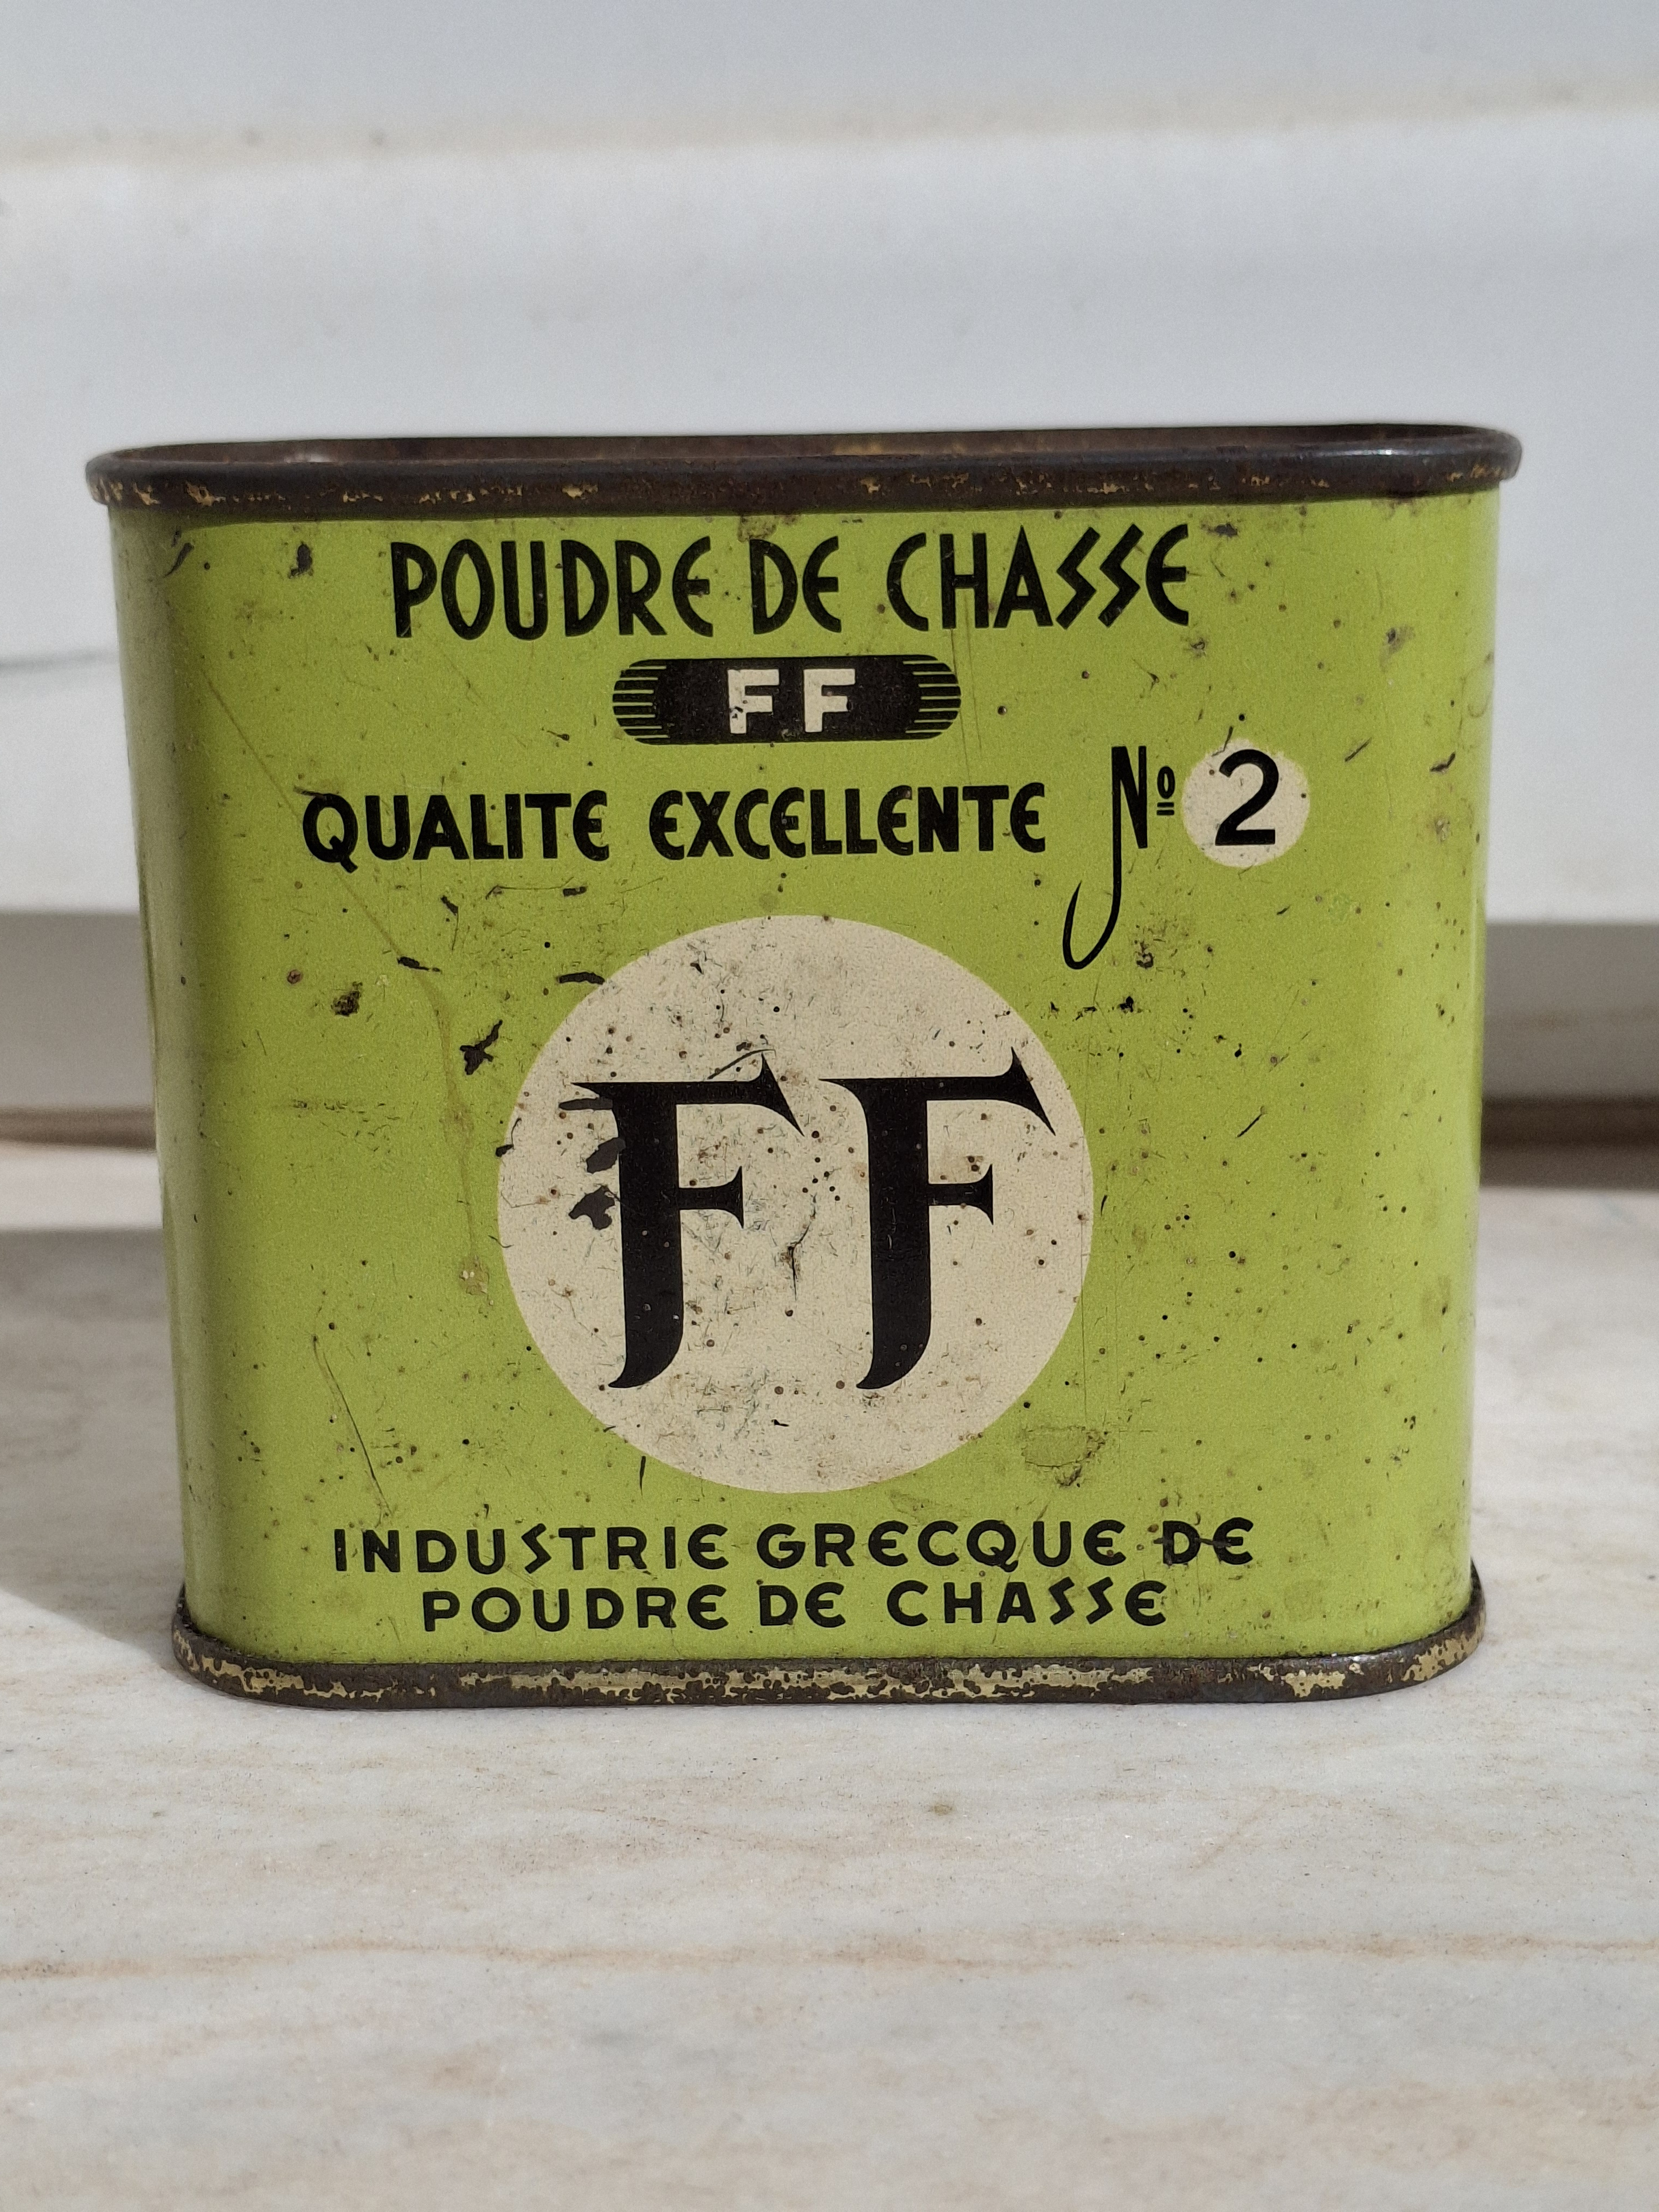 POUDRE DE CHASSE
FF
QUALITE EXCELLENTE Nº 2
FF
INDUSTRIE GRECQUE DE
POUDRE DE CHASSE